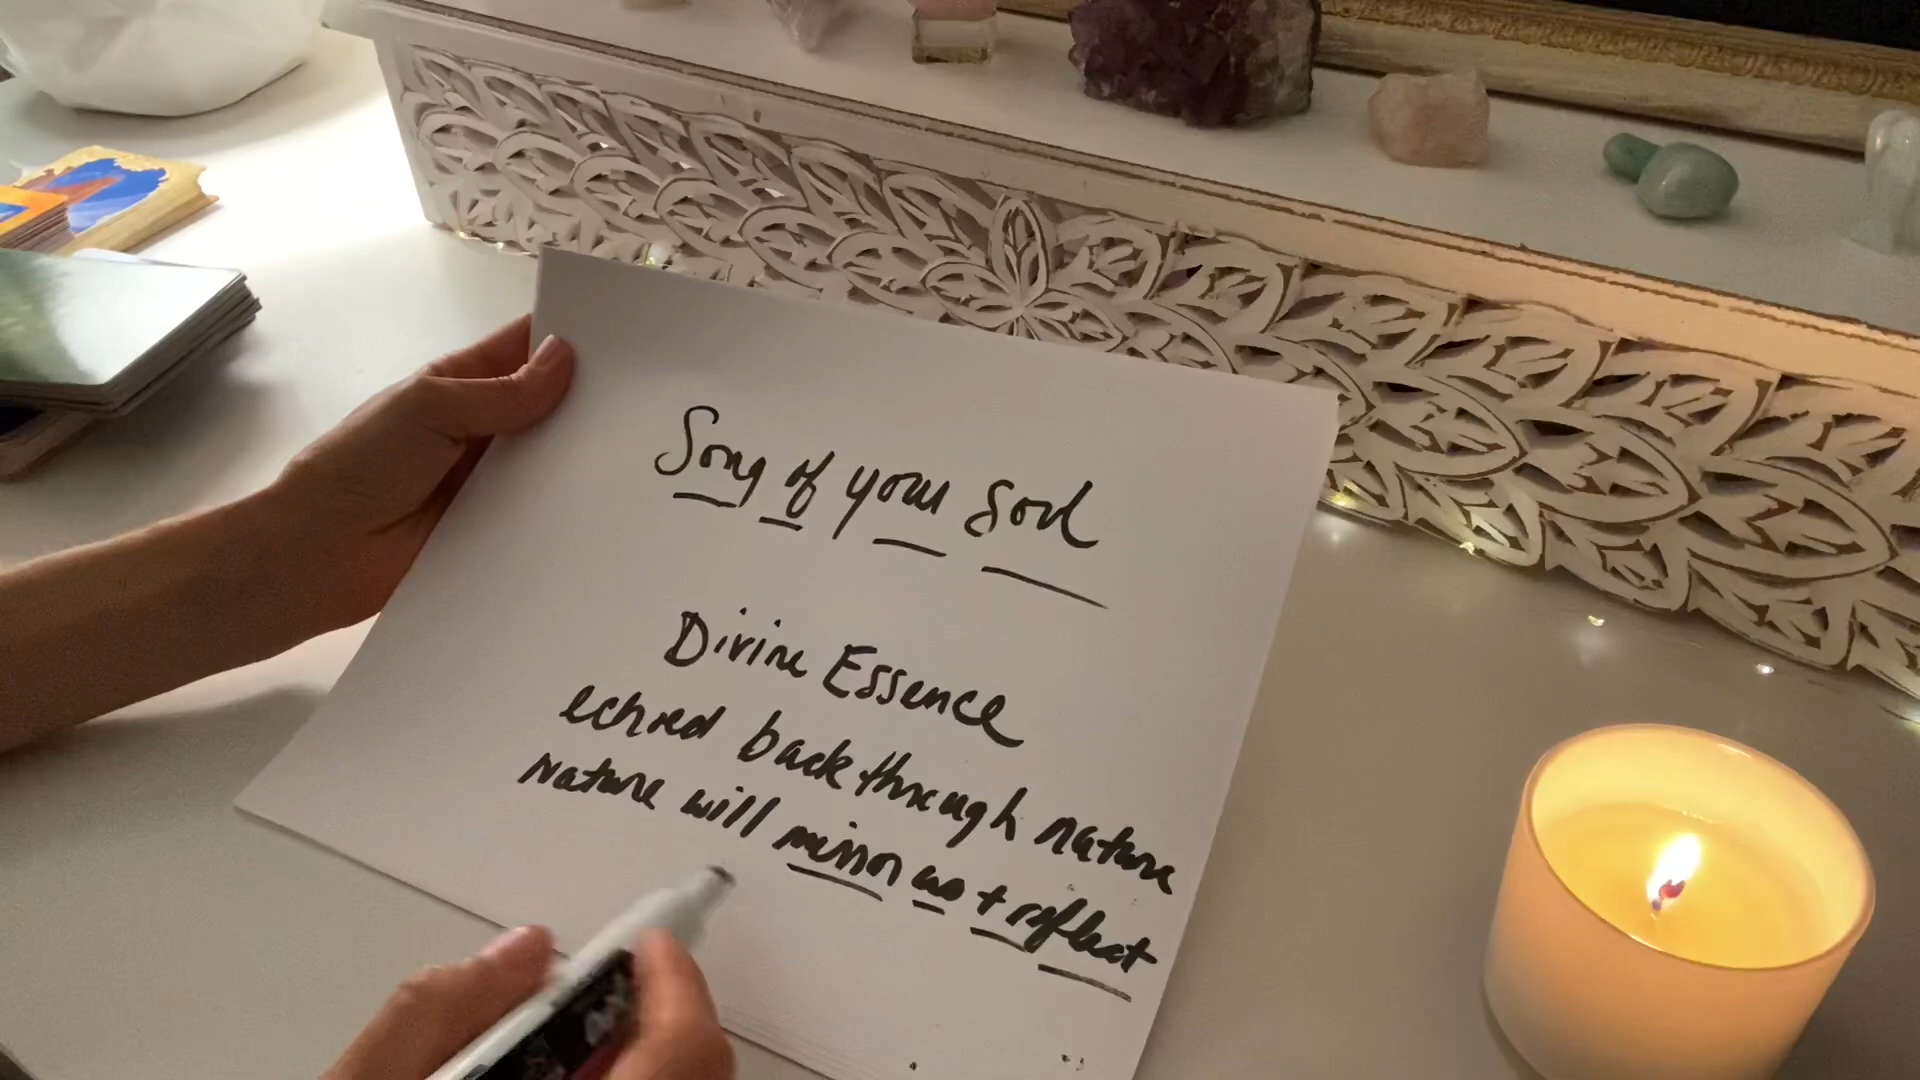 Song of your Soul
Divine Essence
echoed back through nature
Nature will mirror us + reflect